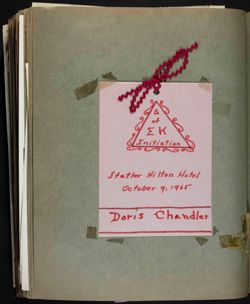 Δ
of
ΣK
Initiation
Statler Hilton Hotel
October 9, 1965
Doris Chandler